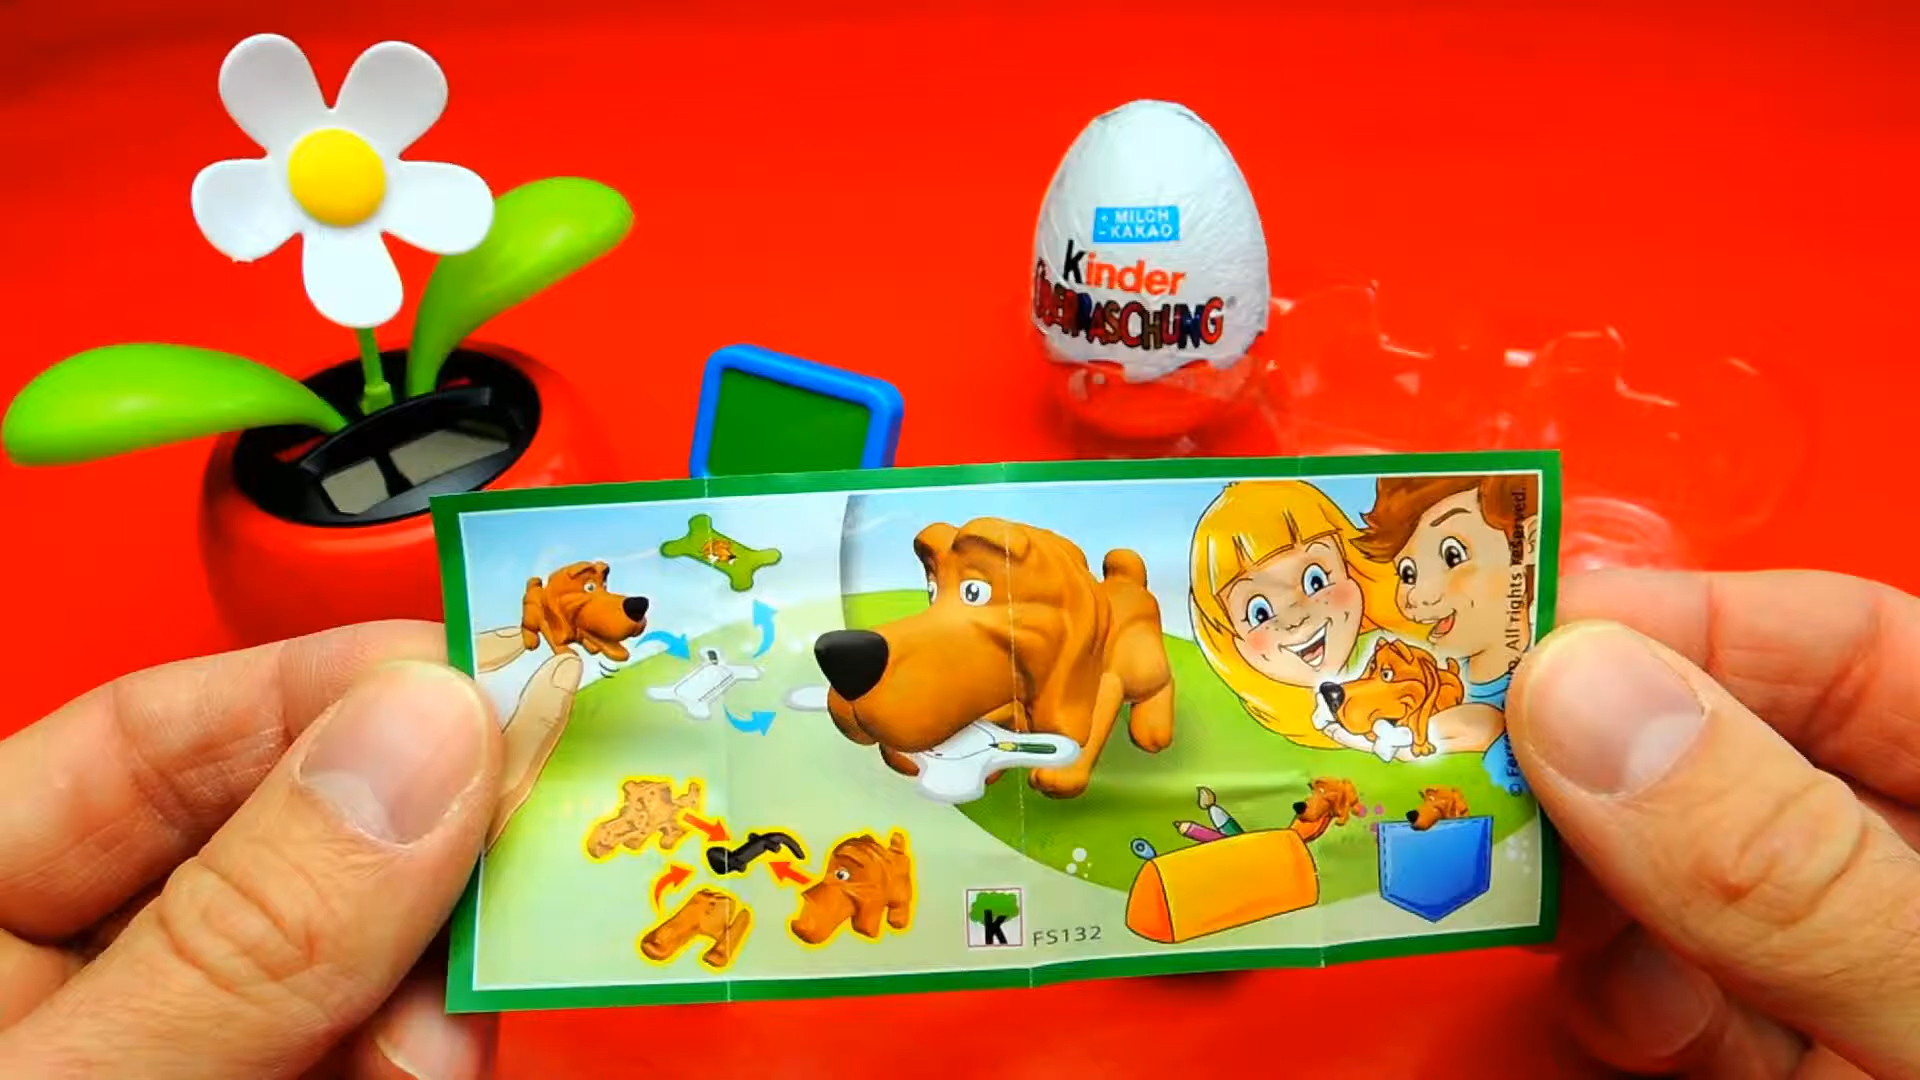 + MILCH
- KAKAO
kinder
ÜBERRASCHUNG
All rights reserved.
k
FS132